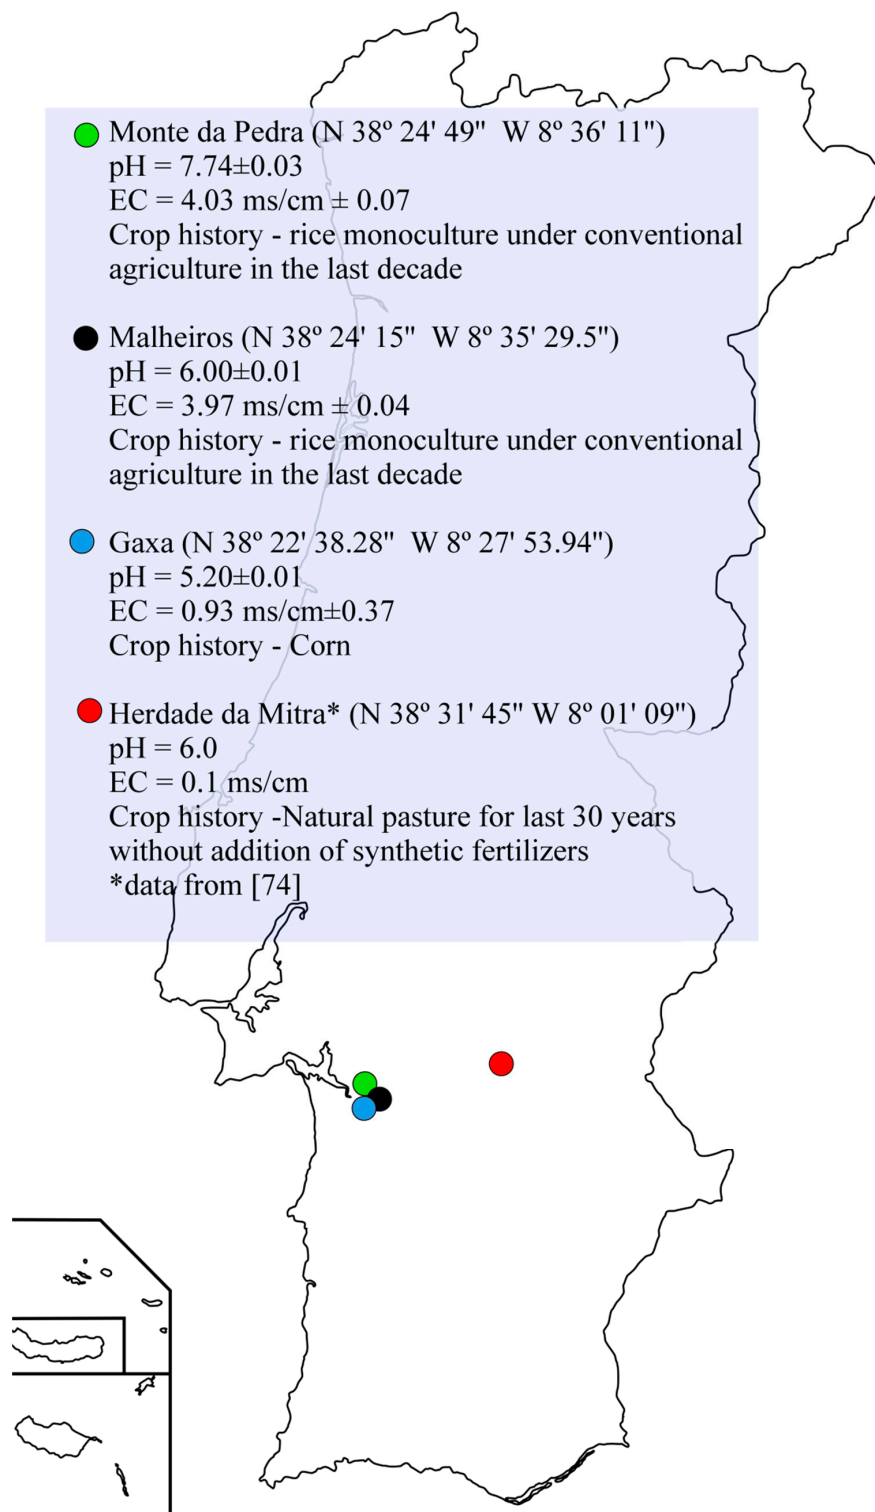 Monte da Pedra (N 38º 24' 49"  W 8º 36' 11")
pH = 7.74±0.03
EC = 4.03 ms/cm ± 0.07
Crop history - rice monoculture under conventional
agriculture in the last decade
Malheiros (N 38º 24' 15"  W 8º 35' 29.5")
pH = 6.00±0.01
EC = 3.97 ms/cm ± 0.04
Crop history - rice monoculture under conventional
agriculture in the last decade
Gaxa (N 38º 22' 38.28"  W 8º 27' 53.94")
pH = 5.20±0.01
EC = 0.93 ms/cm±0.37
Crop history - Corn
Herdade da Mitra* (N 38º 31' 45" W 8º 01' 09")
pH = 6.0
EC = 0.1 ms/cm
Crop history -Natural pasture for last 30 years
without addition of synthetic fertilizers
*data from [74]